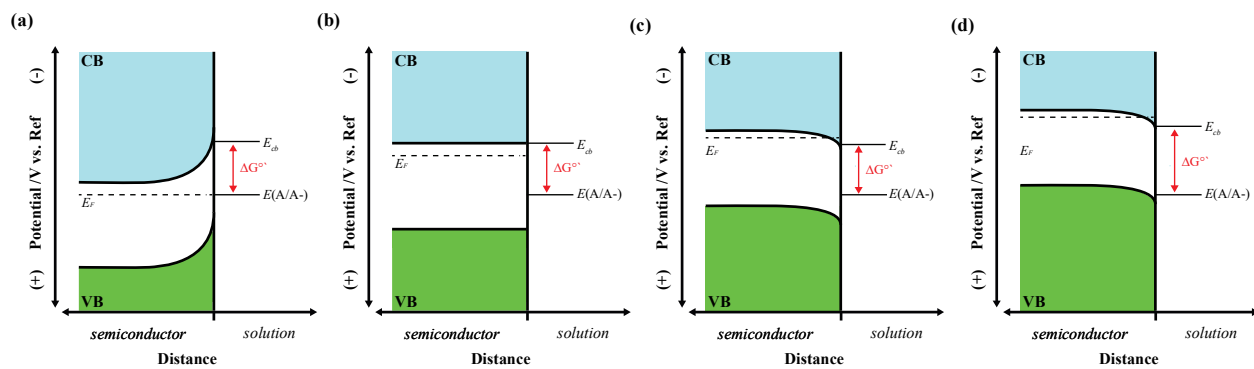 (a)
(b)
(c)
(d)
Potential /V vs. Ref
(-)
(+)
CB
VB
E_F
E_cb
ΔG°`
E(A/A-)
semiconductor
solution
Distance
Potential /V vs. Ref
(-)
(+)
CB
VB
E_F
E_cb
ΔG°`
E(A/A-)
semiconductor
solution
Distance
Potential /V vs. Ref
(-)
(+)
CB
VB
E_F
E_cb
ΔG°`
E(A/A-)
semiconductor
solution
Distance
Potential /V vs. Ref
(-)
(+)
CB
VB
E_F
E_cb
ΔG°`
E(A/A-)
semiconductor
solution
Distance